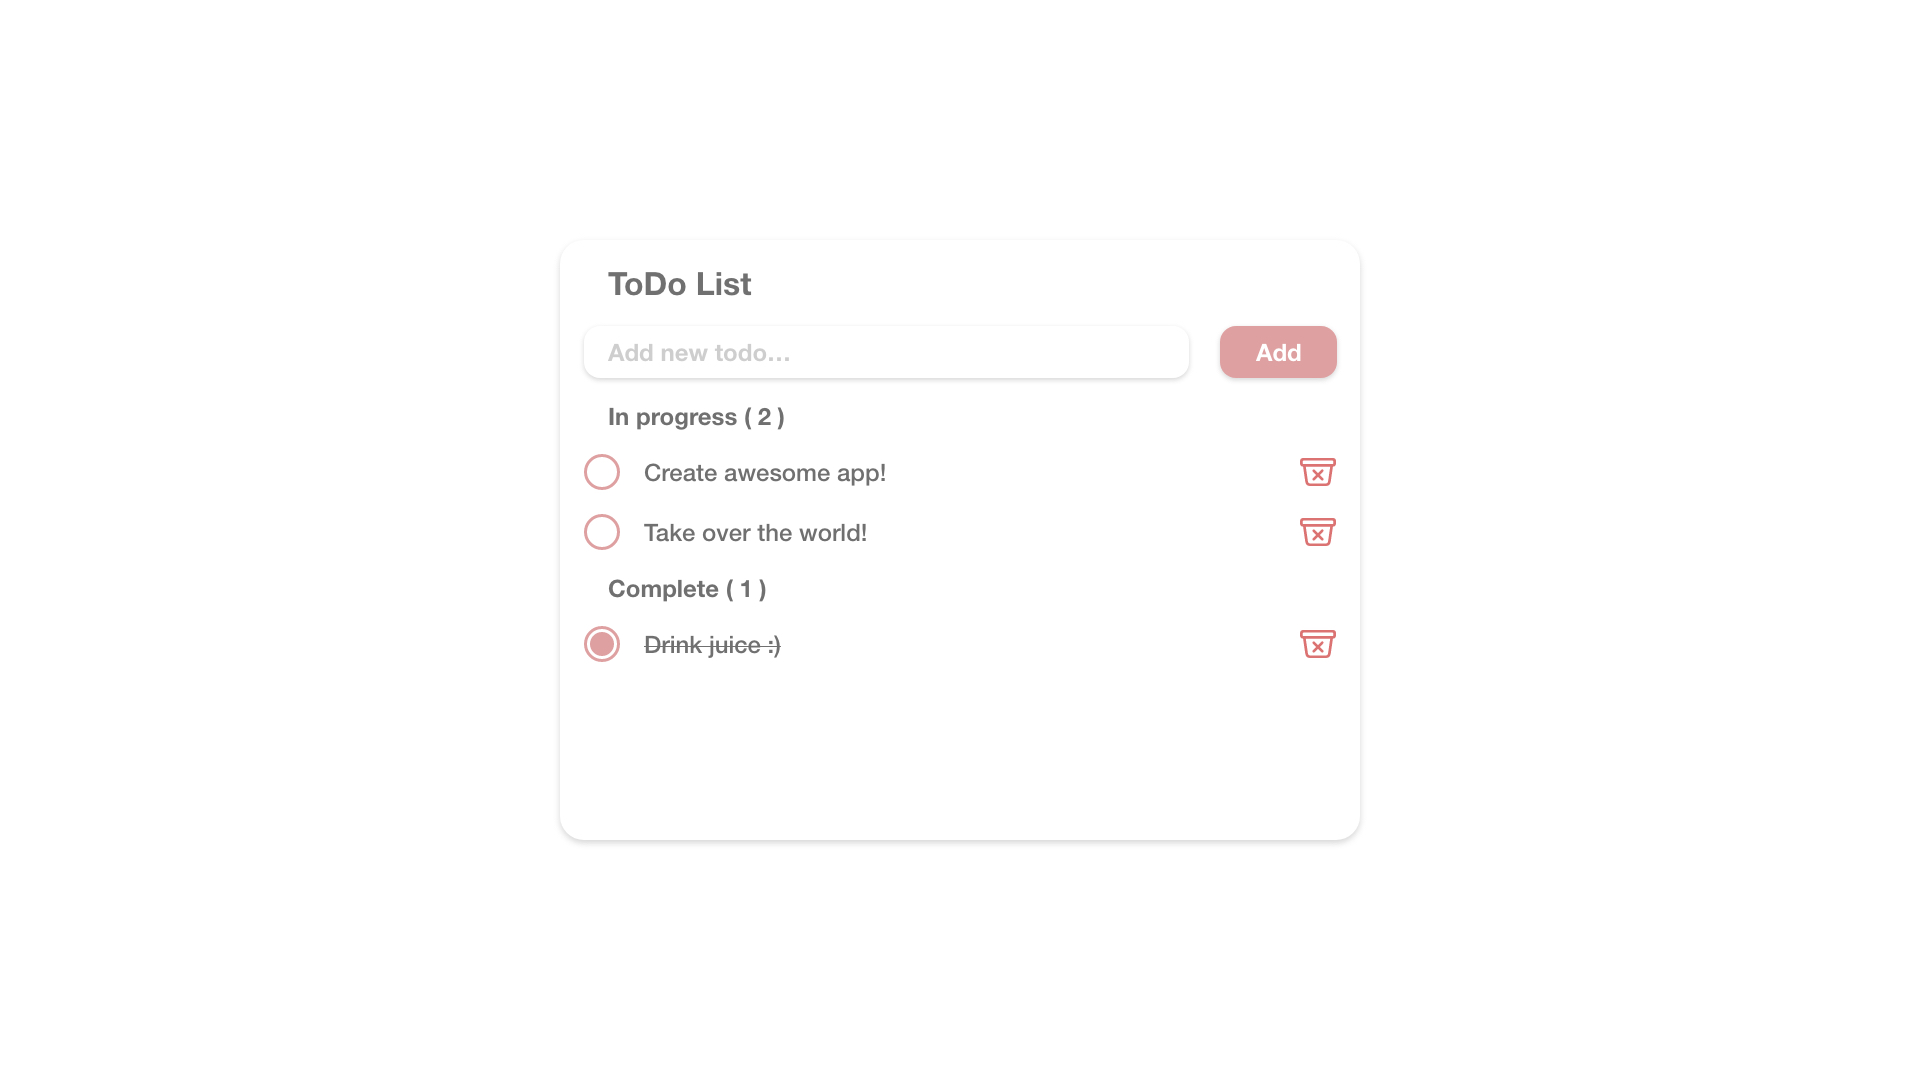 ToDo List
Add new todo...
Add
In progress ( 2 )
Create awesome app!
Take over the world!
Complete ( 1 )
Drink juice :)